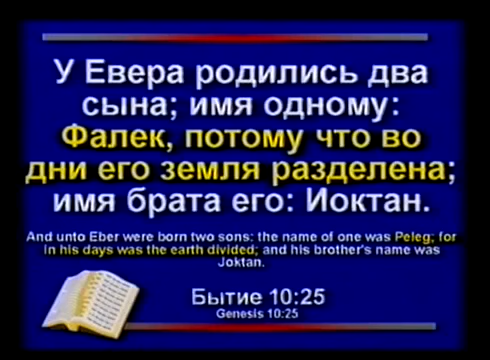 У Евера родились два
сына; имя одному:
Фалек, потому что во
дни его земля разделена;
имя брата его: Иоктан.
And unto Eber were born two sons: the name of one was Peleg; for
in his days was the earth divided; and his brother's name was
Joktan.
Бытие 10:25
Genesis 10:25